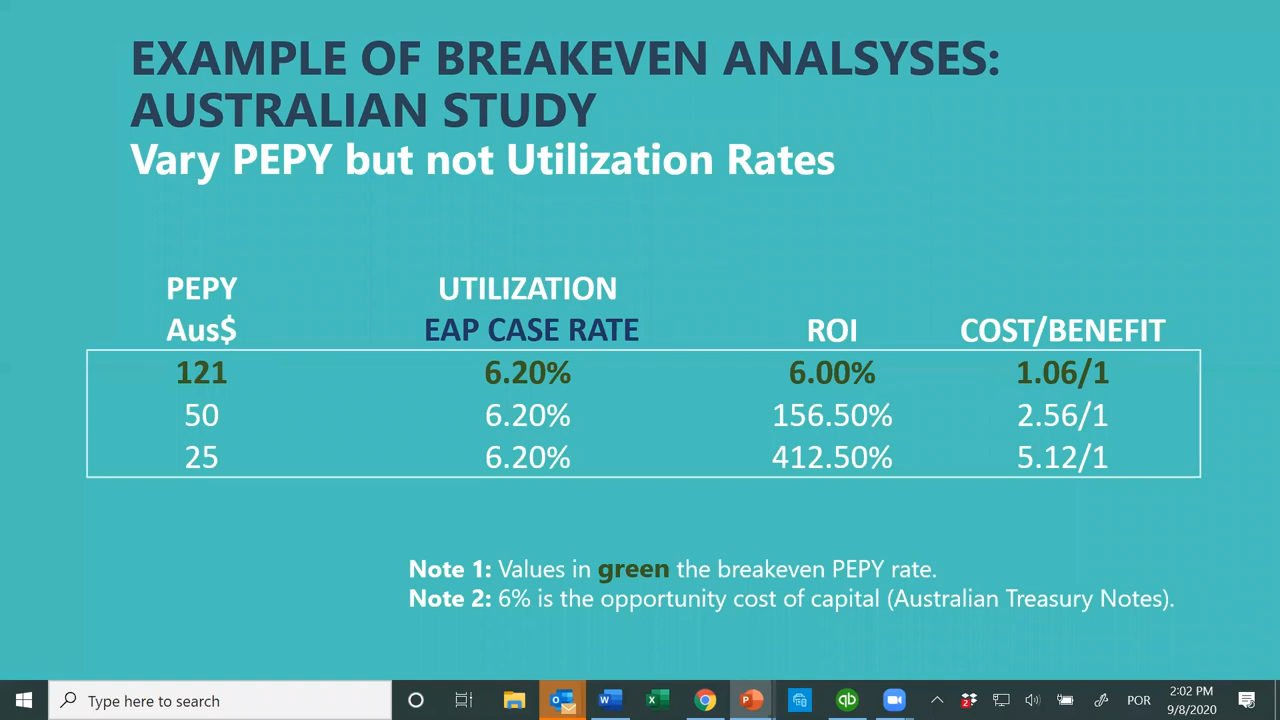 EXAMPLE OF BREAKEVEN ANALSYSES:
AUSTRALIAN STUDY
Vary PEPY but not Utilization Rates
PEPY UTILIZATION
Aus$ EAP CASE RATE ROI COST/BENEFIT
121 6.20% 6.00% 1.06/1
50 6.20% 156.50% 2.56/1
25 6.20% 412.50% 5.12/1
Note 1: Values in green the breakeven PEPY rate.
Note 2: 6% is the opportunity cost of capital (Australian Treasury Notes).
Type here to search
2
POR
2:02 PM
9/8/2020